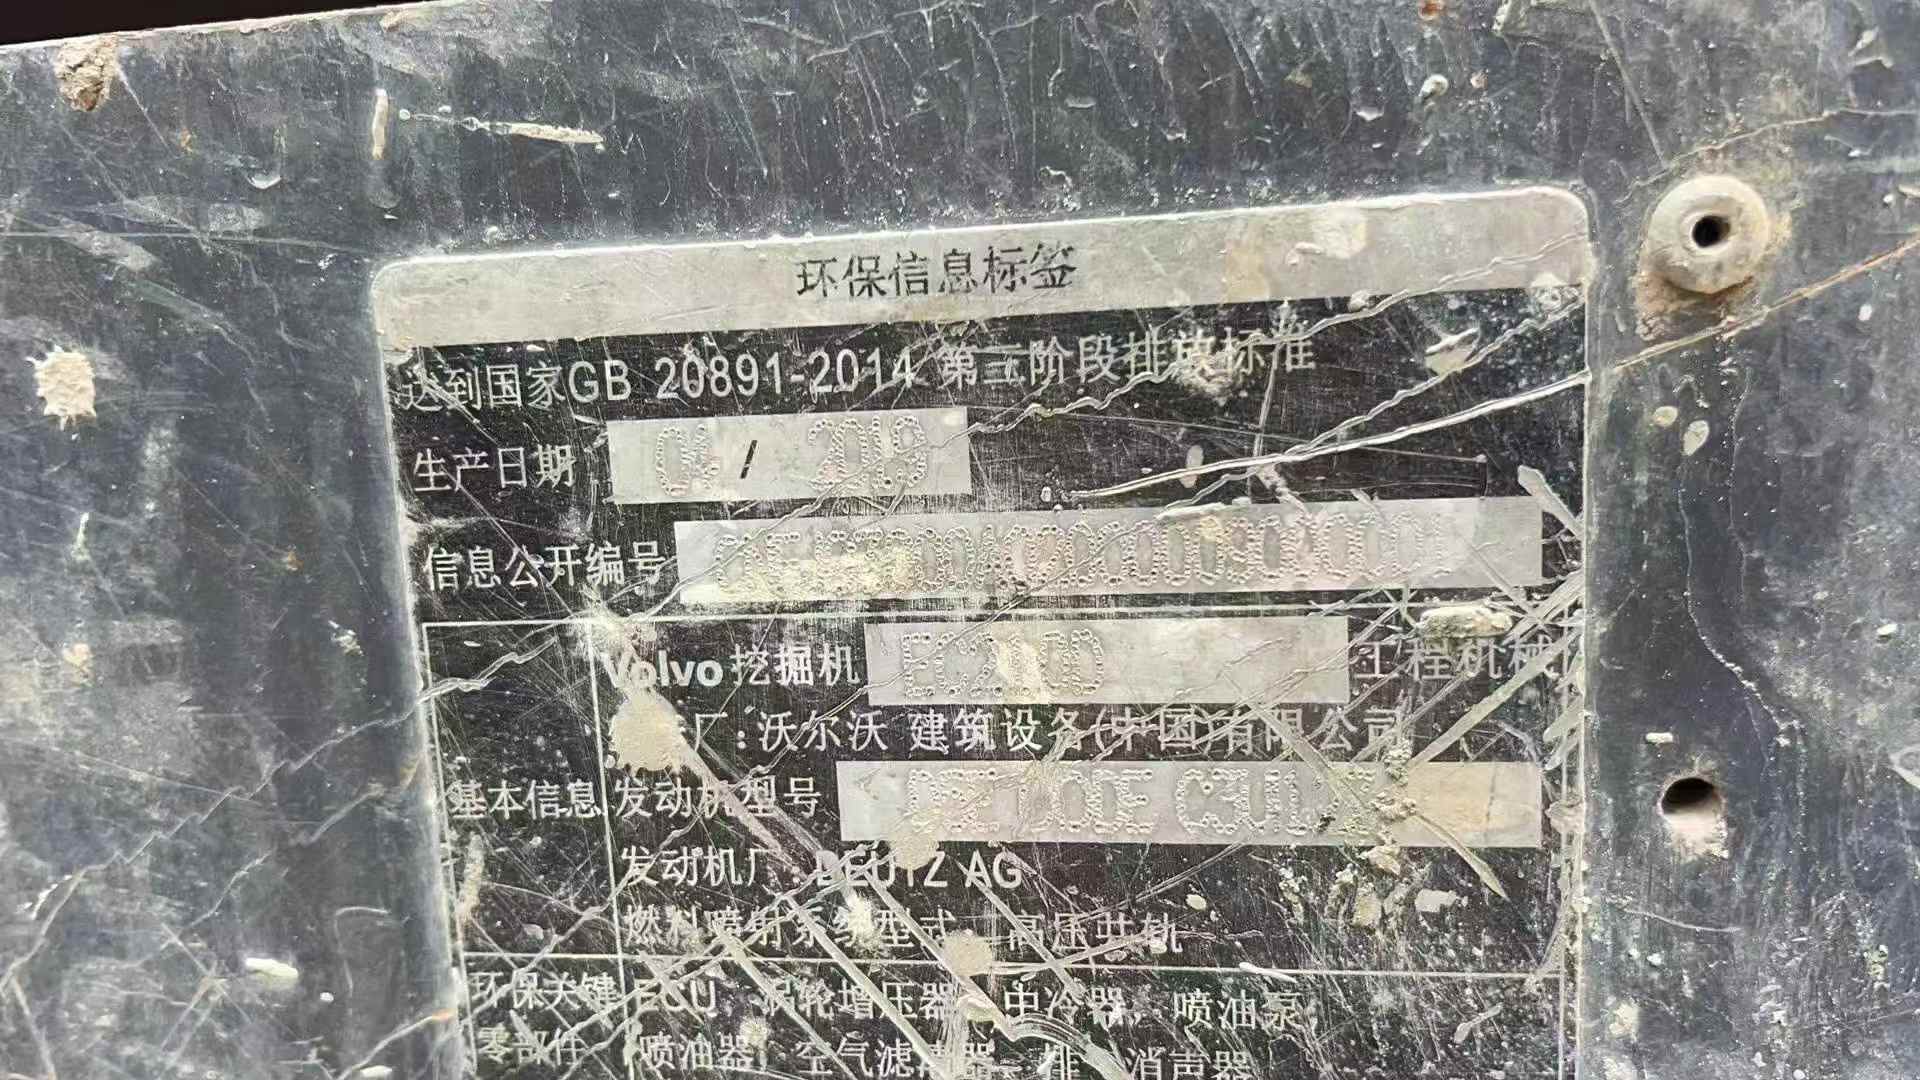 环保信息标签
达到国家GB 20891-2014 第三阶段排放标准
生产日期 / 2018
信息公开编号
Volvo 挖掘机 工程机械
厂:沃尔沃 建筑设备(中国)有限公司
基本信息 发动机型号
发动机厂:DEUTZ AG
燃料喷射系统型式 高压共轨
环保关键 ECU 涡轮增压器 中冷器 喷油泵
零部件 喷油器 空气滤清器 排 消声器